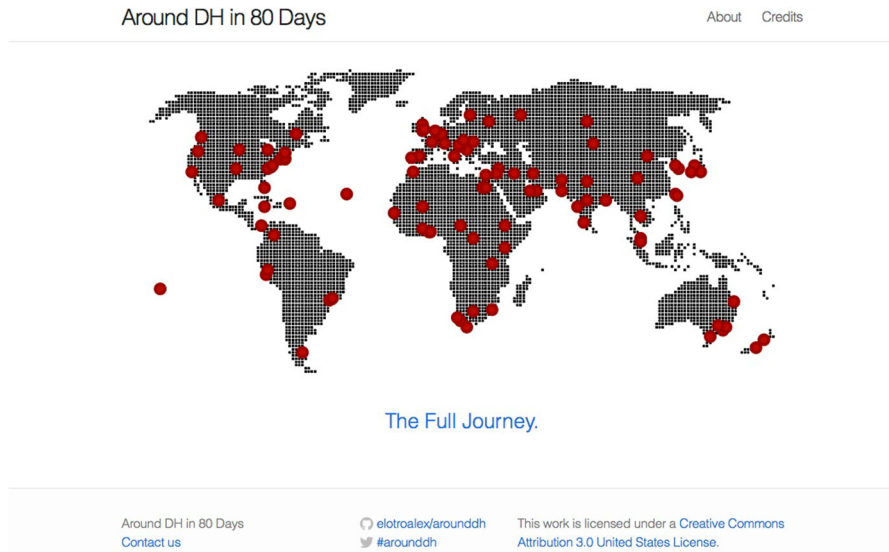 Around DH in 80 Days
About Credits
The Full Journey.
Around DH in 80 Days
Contact us
elotroalex/arounddh
#arounddh
This work is licensed under a Creative Commons
Attribution 3.0 United States License.